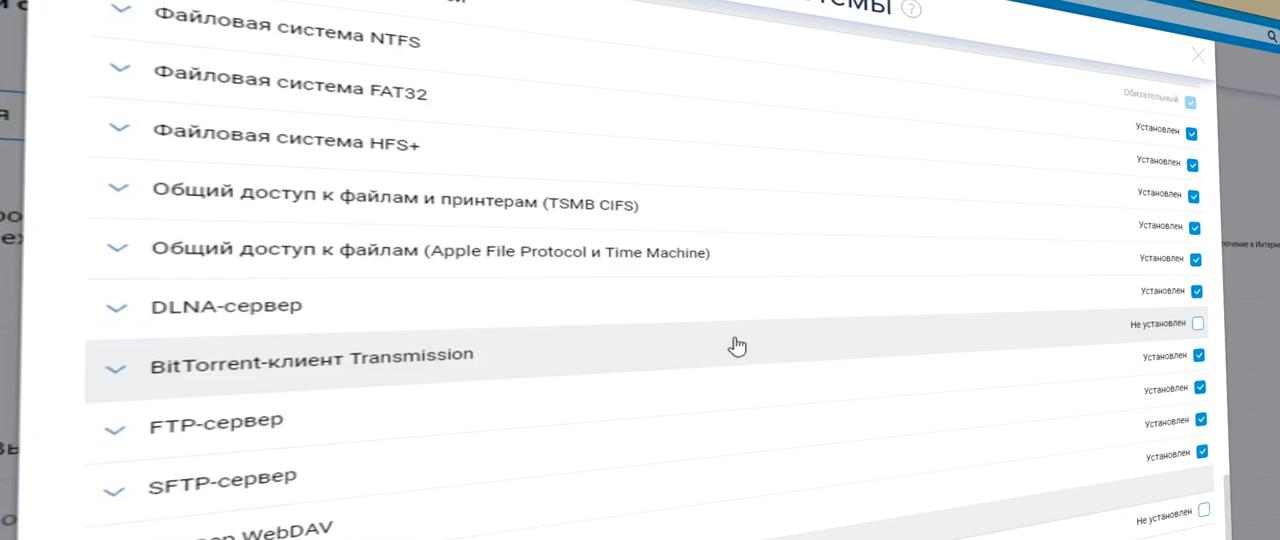 темы ?
Файловая система NTFS
Обязательный
Файловая система FAT32
Установлен
Файловая система HFS+
Установлен
Общий доступ к файлам и принтерам (TSMB CIFS)
Установлен
Общий доступ к файлам (Apple File Protocol и Time Machine)
Установлен
DLNA-сервер
Установлен
Установлен
BitTorrent-клиент Transmission
Не установлен
FTP-сервер
Установлен
SFTP-сервер
Установлен
WebDAV
Установлен
Установлен
Не установлен